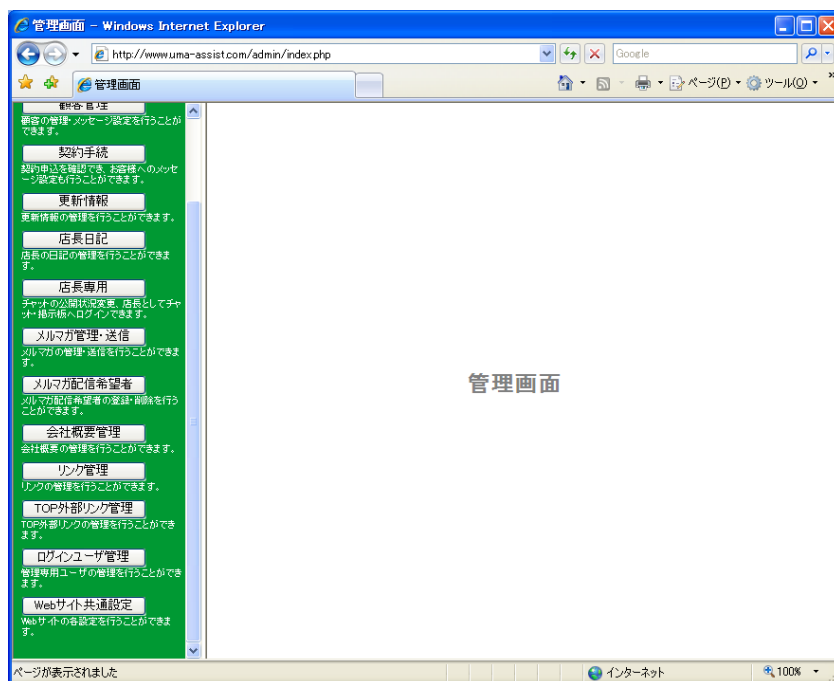 管理画面 - Windows Internet Explorer
http://www.uma-assist.com/admin/index.php
Google
管理画面
ページ(P)
ツール(O)
顧客管理
顧客の管理・メッセージ設定を行うことが
できます。
契約手続
契約申込を確認でき、お客様へのメッセ
ージ設定も行うことができます。
更新情報
更新情報の管理を行うことができます。
店長日記
店長の日記の管理を行うことができま
す。
店長専用
チャットの公開状況変更、店長としてチャ
ット・掲示板へログインできます。
メルマガ管理・送信
メルマガの管理・送信を行うことができま
す。
メルマガ配信希望者
メルマガ配信希望者の登録・削除を行う
ことができます。
会社概要管理
会社概要の管理を行うことができます。
リンク管理
リンクの管理を行うことができます。
TOP外部リンク管理
TOP外部リンクの管理を行うことができ
ます。
ログインユーザ管理
管理専用ユーザの管理を行うことができ
ます。
Webサイト共通設定
Webサイトの各設定を行うことができま
す。
管理画面
ページが表示されました
インターネット
100%